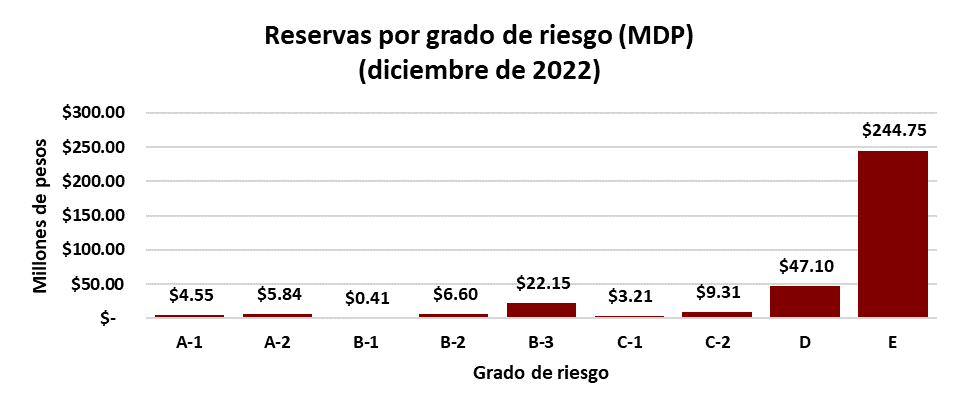 Reservas por grado de riesgo (MDP)
(diciembre de 2022)
Millones de pesos
$300.00
$250.00
$200.00
$150.00
$100.00
$50.00
$-
$4.55
$5.84
$0.41
$6.60
$22.15
$3.21
$9.31
$47.10
$244.75
A-1
A-2
B-1
B-2
B-3
C-1
C-2
D
E
Grado de riesgo